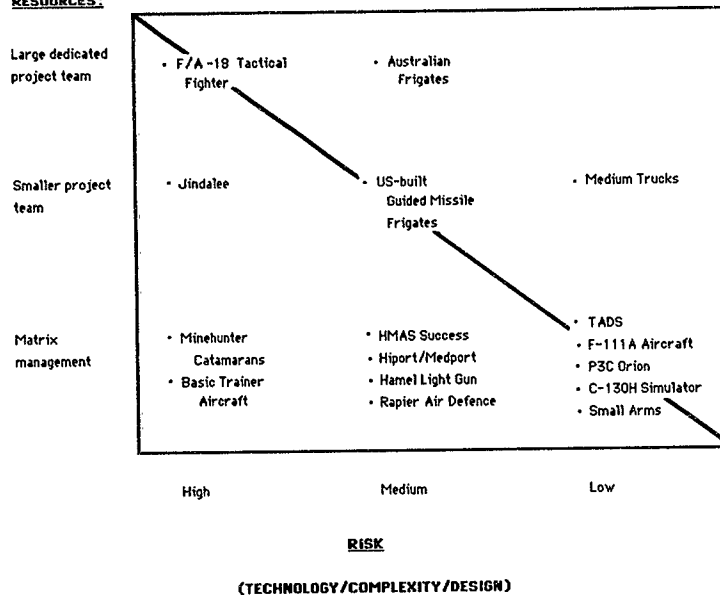 RESOURCES:
Large dedicated
project team
• F/A-18 Tactical
Fighter
• Australian
Frigates
Smaller project
team
• Jindalee
• US-built
Guided Missile
Frigates
• Medium Trucks
Matrix
management
• Minehunter
Catamarans
• Basic Trainer
Aircraft
• HMAS Success
• Hiport/Medport
• Hamel Light Gun
• Rapier Air Defence
• TADS
• F-111A Aircraft
• P3C Orion
• C-130H Simulator
• Small Arms
High Medium Low
RISK
(TECHNOLOGY/COMPLEXITY/DESIGN)